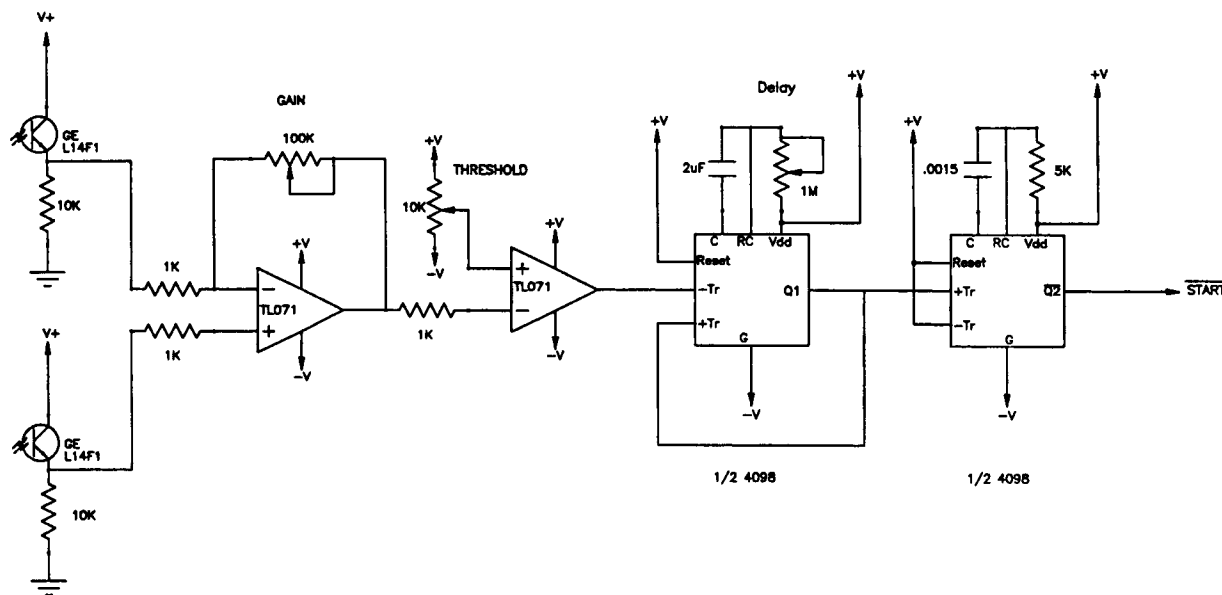 V+
GE
L14F1
10K
1K
GAIN
100K
+V
TL071
-V
V+
GE
L14F1
10K
1K
+V
THRESHOLD
10K
-V
1K
+V
TL071
-V
Delay
+V
+V
2uF
1M
C RC Vdd
Reset
-Tr
Q1
+Tr
G
-V
1/2 4098
+V
+V
.0015
5K
C RC Vdd
Reset
+Tr
Q2
-Tr
G
-V
START
1/2 4098